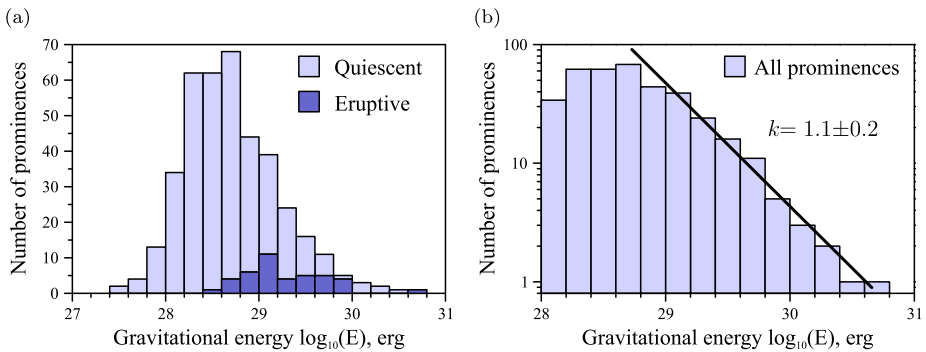 (a)
70
60
50
40
30
20
10
0
Number of prominences
Quiescent
Eruptive
27 28 29 30 31
Gravitational energy log₁₀(E), erg
(b)
100
10
1
Number of prominences
All prominences
k= 1.1±0.2
28 29 30 31
Gravitational energy log₁₀(E), erg